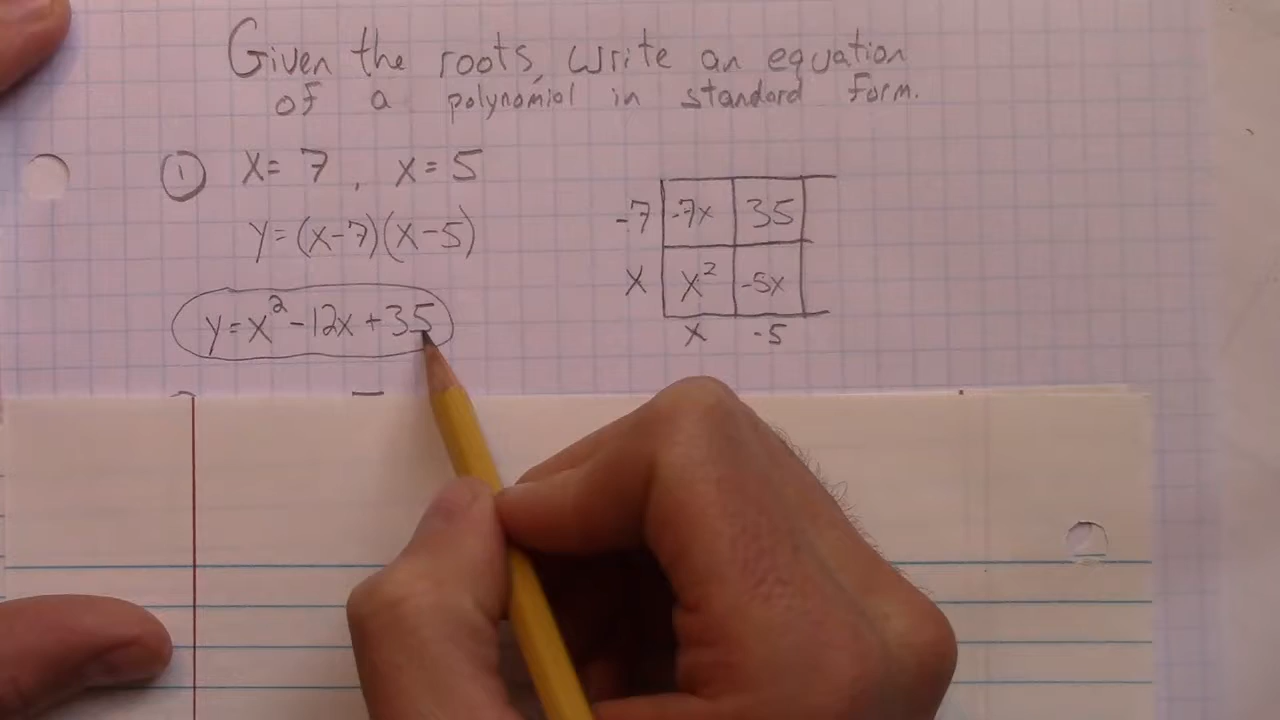 Given the roots, write an equation
of a polynomial in standard form.
① x = 7 , x = 5
y = (x-7)(x-5)
y = x² - 12x + 35
-7 -7x 35
x x² -5x
x -5